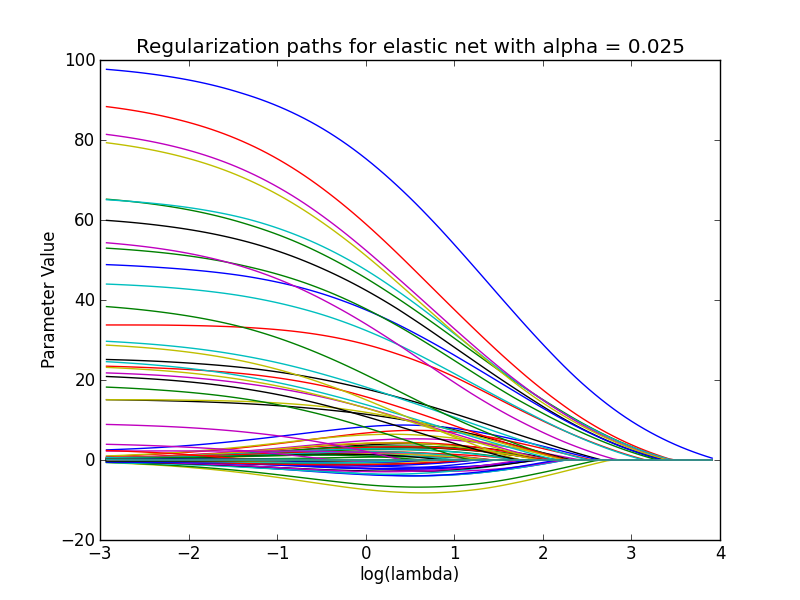 Regularization paths for elastic net with alpha = 0.025
100
80
60
40
20
0
−20
Parameter Value
−3 −2 −1 0 1 2 3 4
log(lambda)